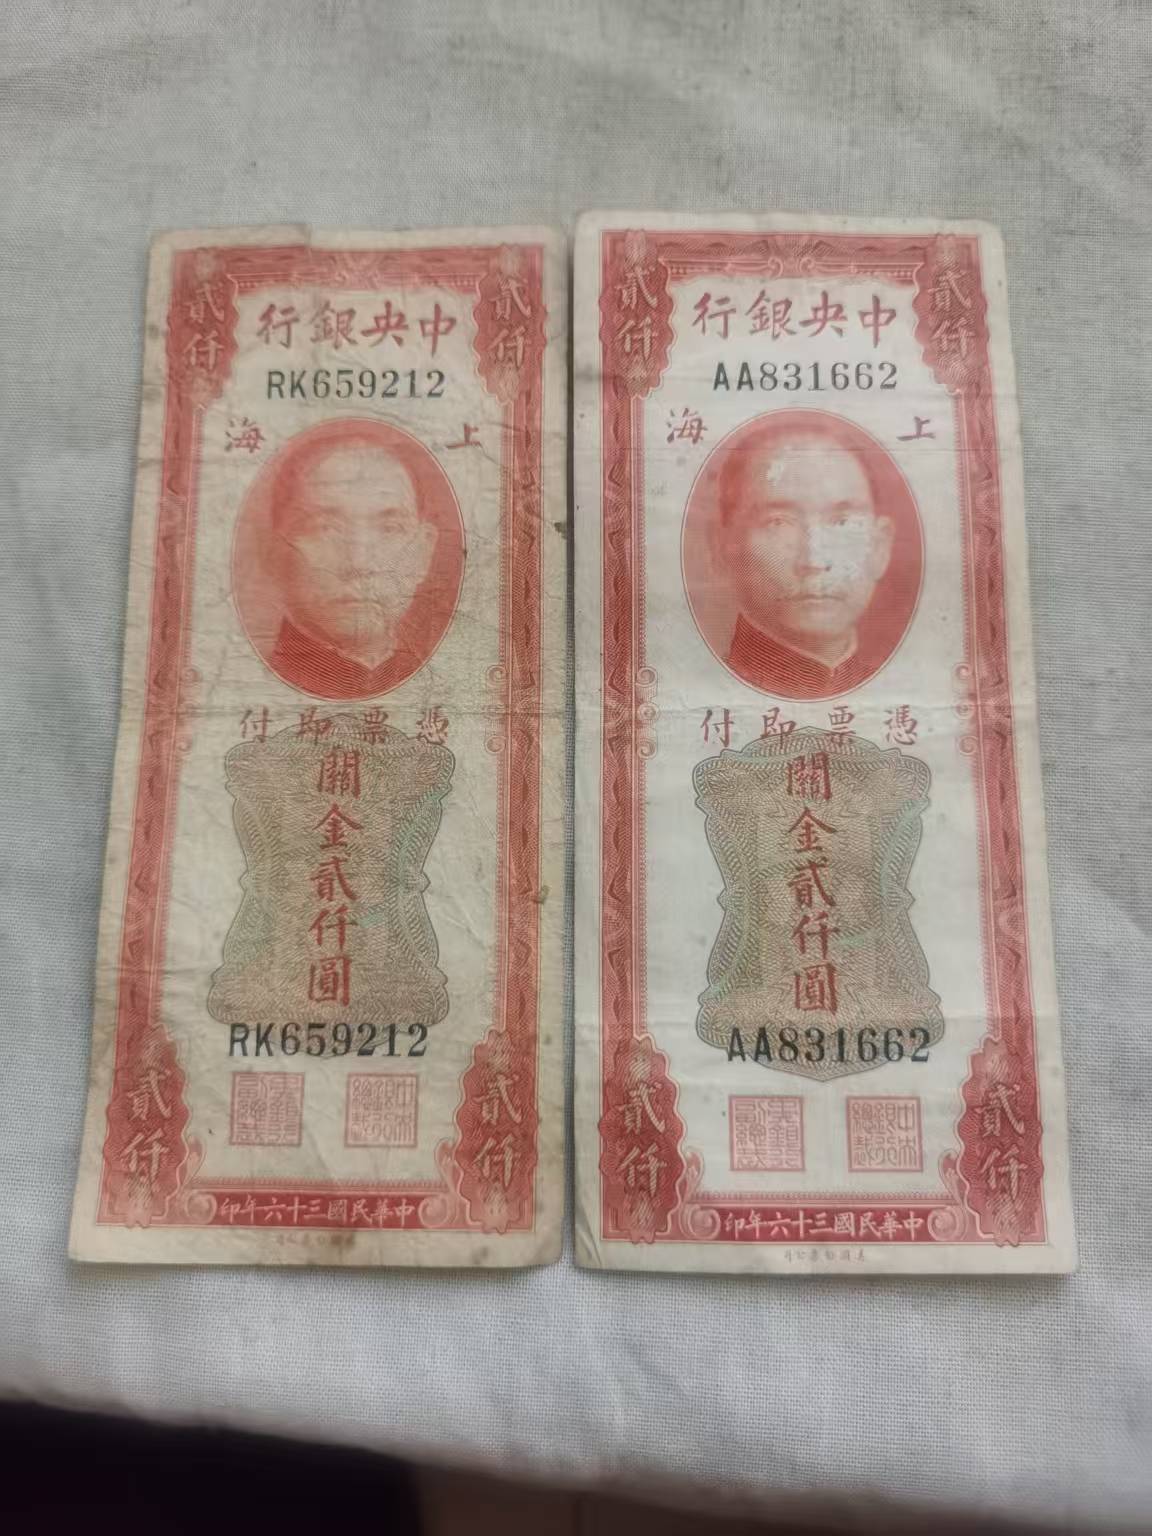 貳仟
貳仟
中央銀行
RK659212
上海
憑票即付
關金貳仟圓
RK659212
貳仟
貳仟
中華民國三十六年印
貳仟
貳仟
中央銀行
AA831662
上海
憑票即付
關金貳仟圓
AA831662
貳仟
貳仟
中華民國三十六年印